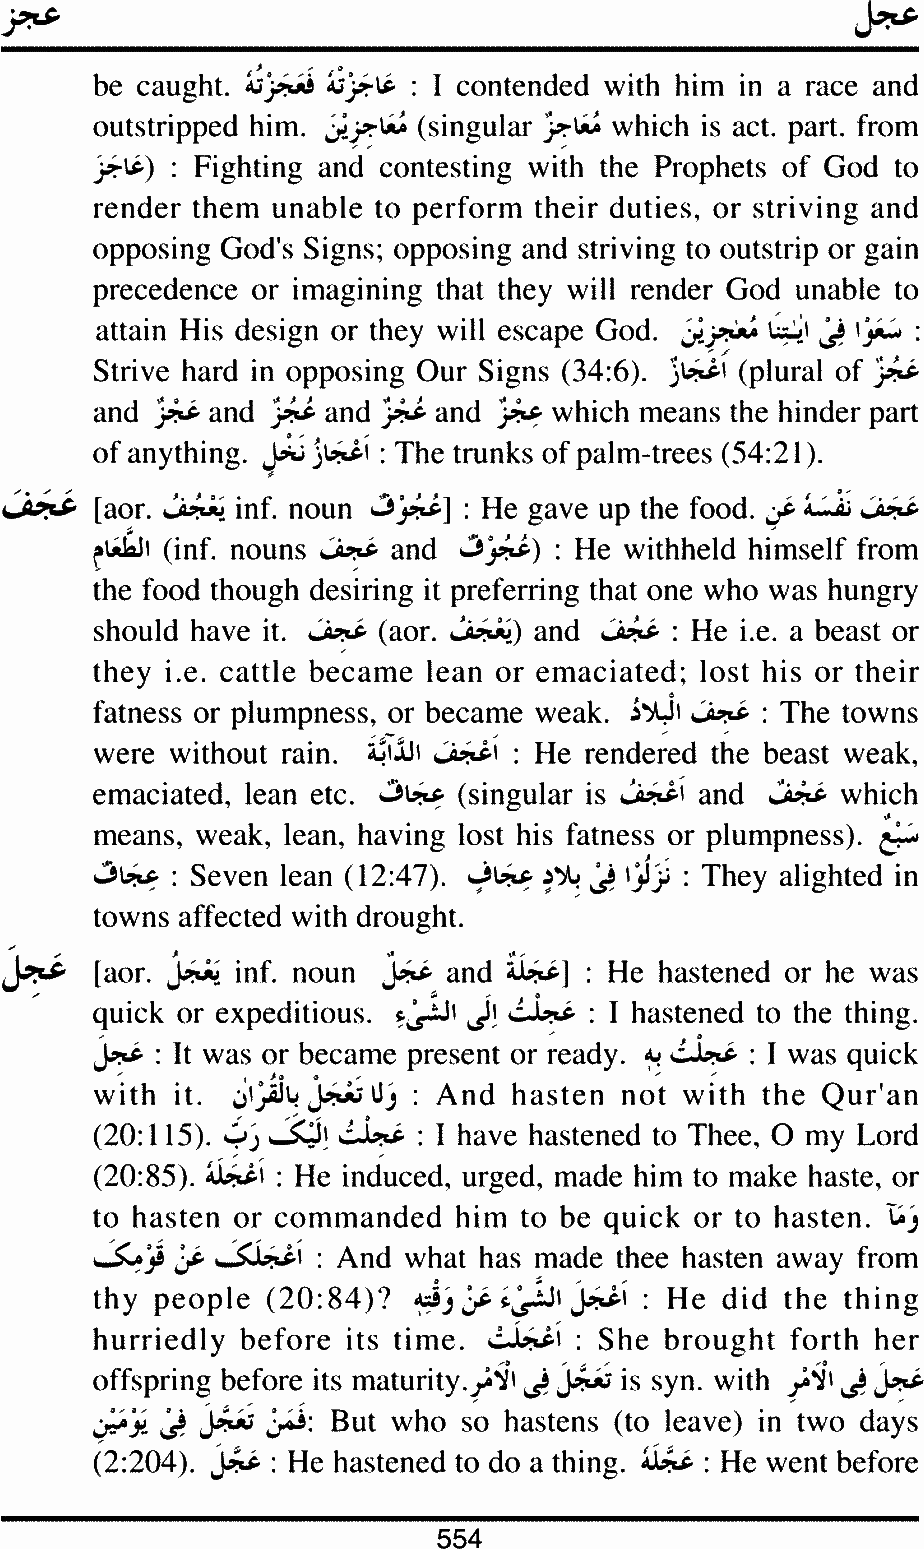 عجز عجل
be caught. عَاجَزْتُهٗ فَعَجَزْتُهٗ : I contended with him in a race and
outstripped him. مُعَاجِزِيْنَ (singular مُعَاجِزٌ which is act. part. from
عَاجَزَ) : Fighting and contesting with the Prophets of God to
render them unable to perform their duties, or striving and
opposing God's Signs; opposing and striving to outstrip or gain
precedence or imagining that they will render God unable to
attain His design or they will escape God. سَعَوْا فِیْٓ اٰیٰتِنَا مُعٰجِزِیْنَ :
Strive hard in opposing Our Signs (34:6). اَعْجَازٌ (plural of عَجُزٌ
and عَجْزٌ and عُجُزٌ and عُجْزٌ and عِجْزٌ which means the hinder part
of anything. اَعْجَازُ نَخْلٍ : The trunks of palm-trees (54:21).
عَجَفَ [aor. یَعْجُفُ inf. noun عُجُوْفٌ] : He gave up the food. عَجَفَ نَفْسَهٗ عَنِ
الطَّعَامِ (inf. nouns عَجِفَ and عُجُوْفٌ) : He withheld himself from
the food though desiring it preferring that one who was hungry
should have it. عَجِفَ (aor. یَعْجَفُ) and عَجُفَ : He i.e. a beast or
they i.e. cattle became lean or emaciated; lost his or their
fatness or plumpness, or became weak. عَجِفَ الْبِلَادُ : The towns
were without rain. اَعْجَفَ الدَّآبَّةَ : He rendered the beast weak,
emaciated, lean etc. عِجَافٌ (singular is اَعْجَفُ and عَجْفٌ which
means, weak, lean, having lost his fatness or plumpness). سَبْعٌ
عِجَافٌ : Seven lean (12:47). نَزَلُوْا فِیْ بِلَادٍ عِجَافٍ : They alighted in
towns affected with drought.
عَجِلَ [aor. یَعْجَلُ inf. noun عَجَلٌ and عَجَلَةٌ] : He hastened or he was
quick or expeditious. عَجِلْتُ اِلَی الشَّیْءِ : I hastened to the thing.
عَجِلَ : It was or became present or ready. عَجِلْتُ بِهٖ : I was quick
with it. وَلَا تَعْجَلْ بِالْقُرْاٰنِ : And hasten not with the Qur'an
(20:115). عَجِلْتُ اِلَیْکَ رَبِّ : I have hastened to Thee, O my Lord
(20:85). اَعْجَلَهٗ : He induced, urged, made him to make haste, or
to hasten or commanded him to be quick or to hasten. وَمَآ
اَعْجَلَکَ عَنْ قَوْمِکَ : And what has made thee hasten away from
thy people (20:84)? اَعْجَلَ الشَّیْءَ عَنْ وَقْتِهٖ : He did the thing
hurriedly before its time. اَعْجَلَتْ : She brought forth her
offspring before its maturity. تَعَجَّلَ فِی الْاَمْرِ is syn. with عَجِلَ فِی الْاَمْرِ
فَمَنْ تَعَجَّلَ فِیْ یَوْمَیْنِ: But who so hastens (to leave) in two days
(2:204). عَجَّلَ : He hastened to do a thing. عَجَّلَهٗ : He went before
554